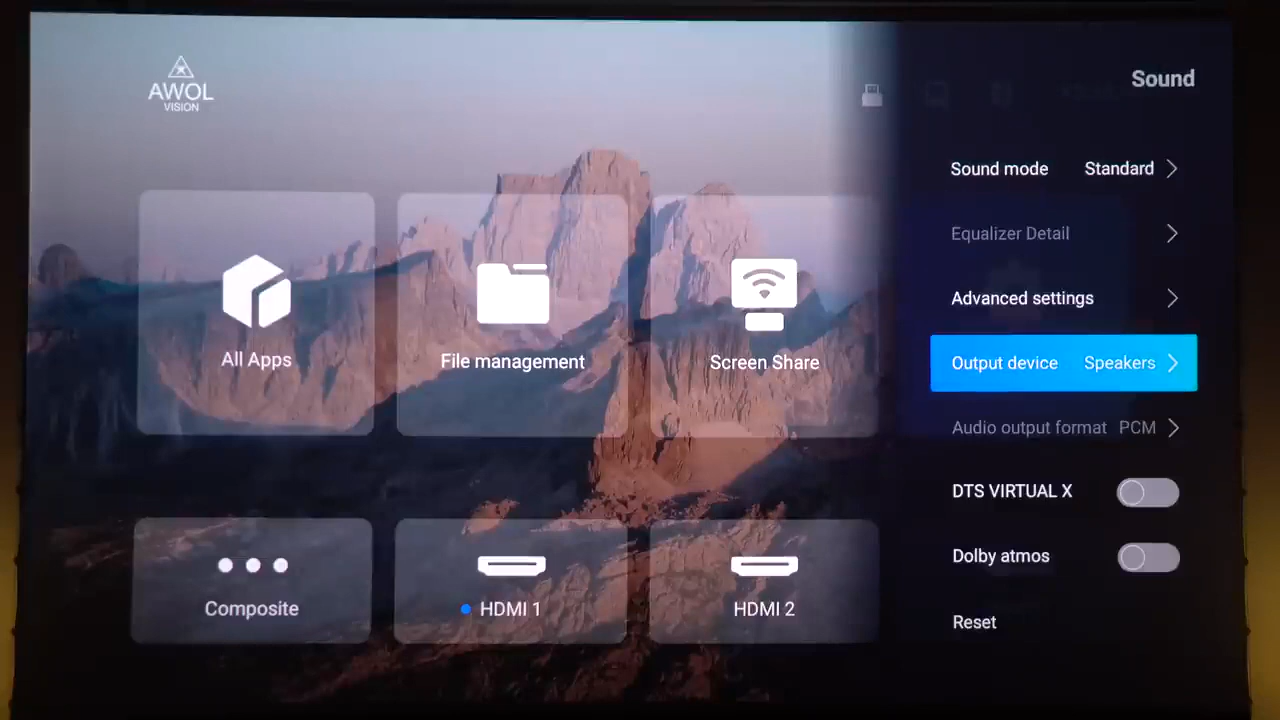 AWOL
VISION
Sound
Sound mode Standard
Equalizer Detail
Advanced settings
Output device Speakers
Audio output format PCM
DTS VIRTUAL X
Dolby atmos
Reset
All Apps
File management
Screen Share
Composite
HDMI 1
HDMI 2